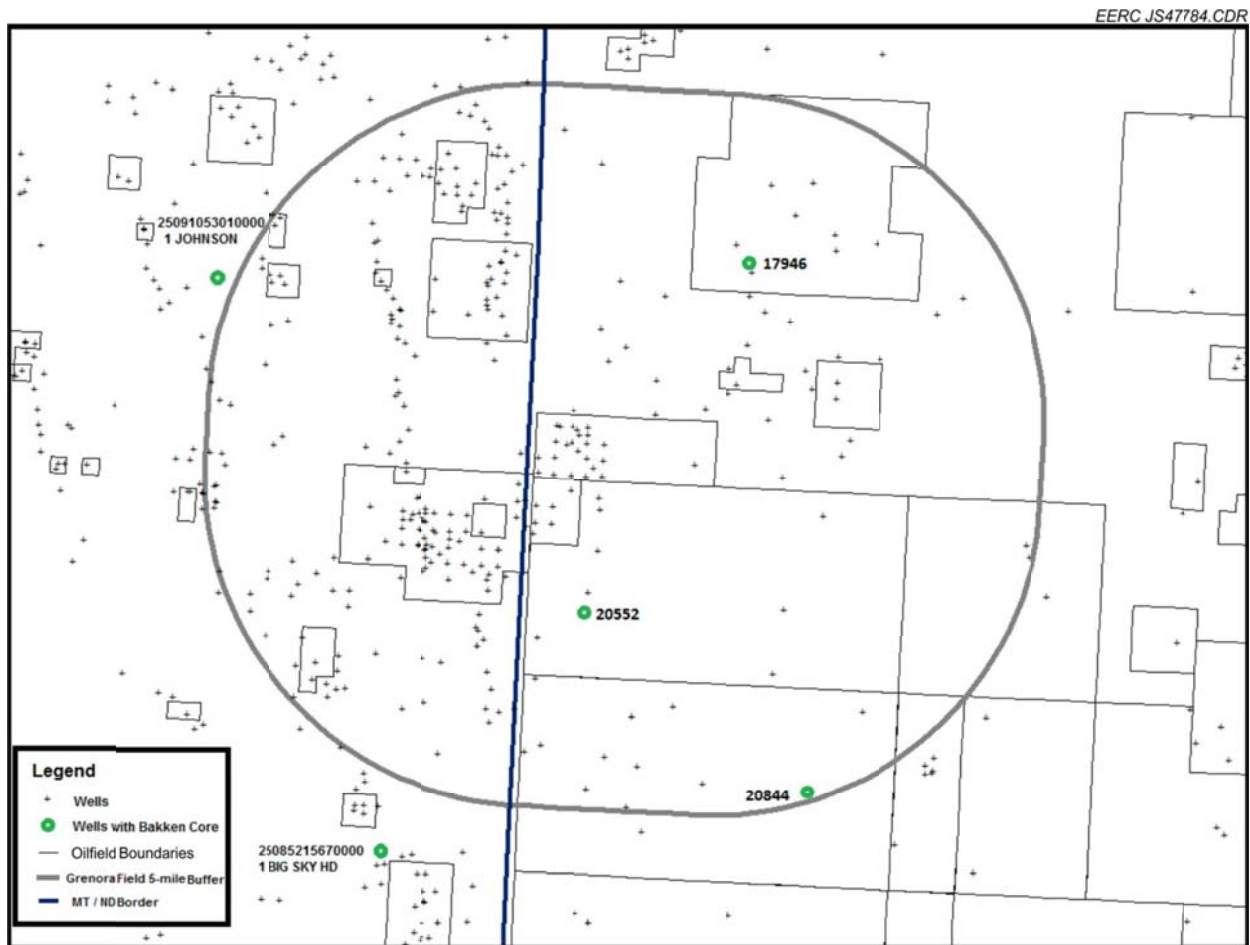 EERC JS47784.CDR
25091053010000
1 JOHNSON
17946
20552
20844
25085215670000
1 BIG SKY HD
Legend
Wells
Wells with Bakken Core
Oilfield Boundaries
Grenora Field 5-mile Buffer
MT / ND Border